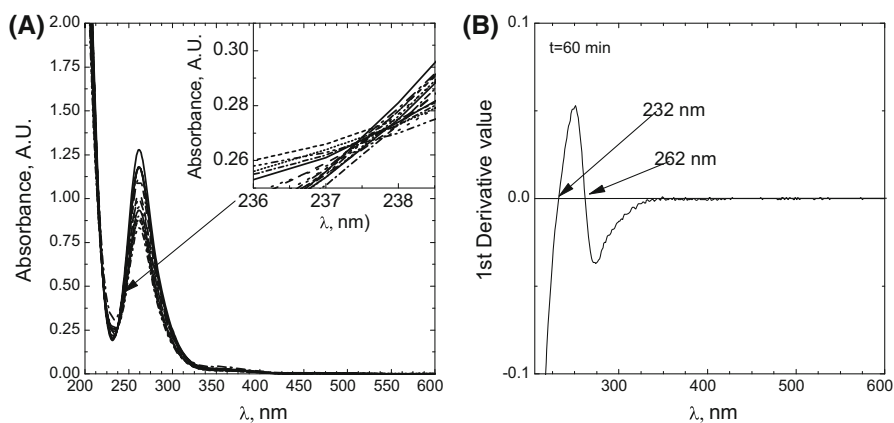 (A)
2.00
1.75
1.50
1.25
1.00
0.75
0.50
0.25
0.00
200
250
300
350
400
450
500
550
600
Absorbance, A.U.
λ, nm
0.30
0.28
0.26
236
237
238
Absorbance, A.U.
λ, nm)
(B)
t=60 min
0.1
0.0
-0.1
300
400
500
600
1st Derivative value
λ, nm
232 nm
262 nm